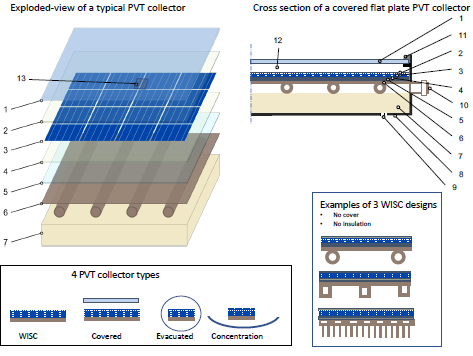 Exploded-view of a typical PVT collector
Cross section of a covered flat plate PVT collector
13
1
2
3
4
5
6
7
12
1
11
2
3
4
10
5
6
7
8
9
Examples of 3 WISC designs
• No cover
• No insulation
4 PVT collector types
WISC
Covered
Evacuated
Concentration